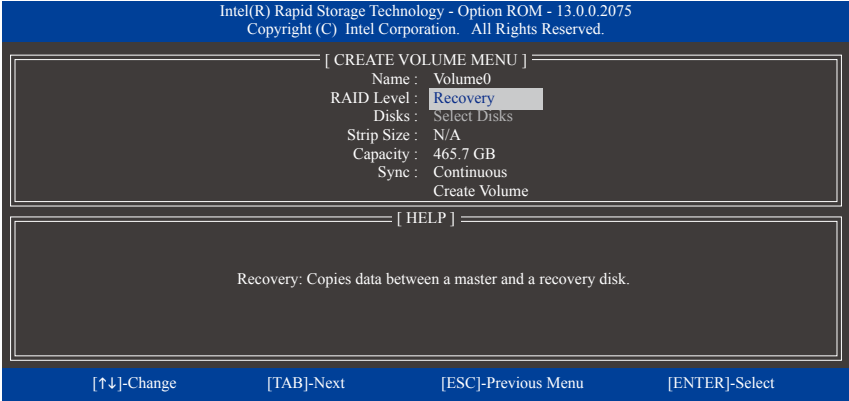 Intel(R) Rapid Storage Technology - Option ROM - 13.0.0.2075
Copyright (C) Intel Corporation. All Rights Reserved.
[ CREATE VOLUME MENU ]
Name : Volume0
RAID Level : Recovery
Disks : Select Disks
Strip Size : N/A
Capacity : 465.7 GB
Sync : Continuous
Create Volume
[ HELP ]
Recovery: Copies data between a master and a recovery disk.
[↑↓]-Change [TAB]-Next [ESC]-Previous Menu [ENTER]-Select